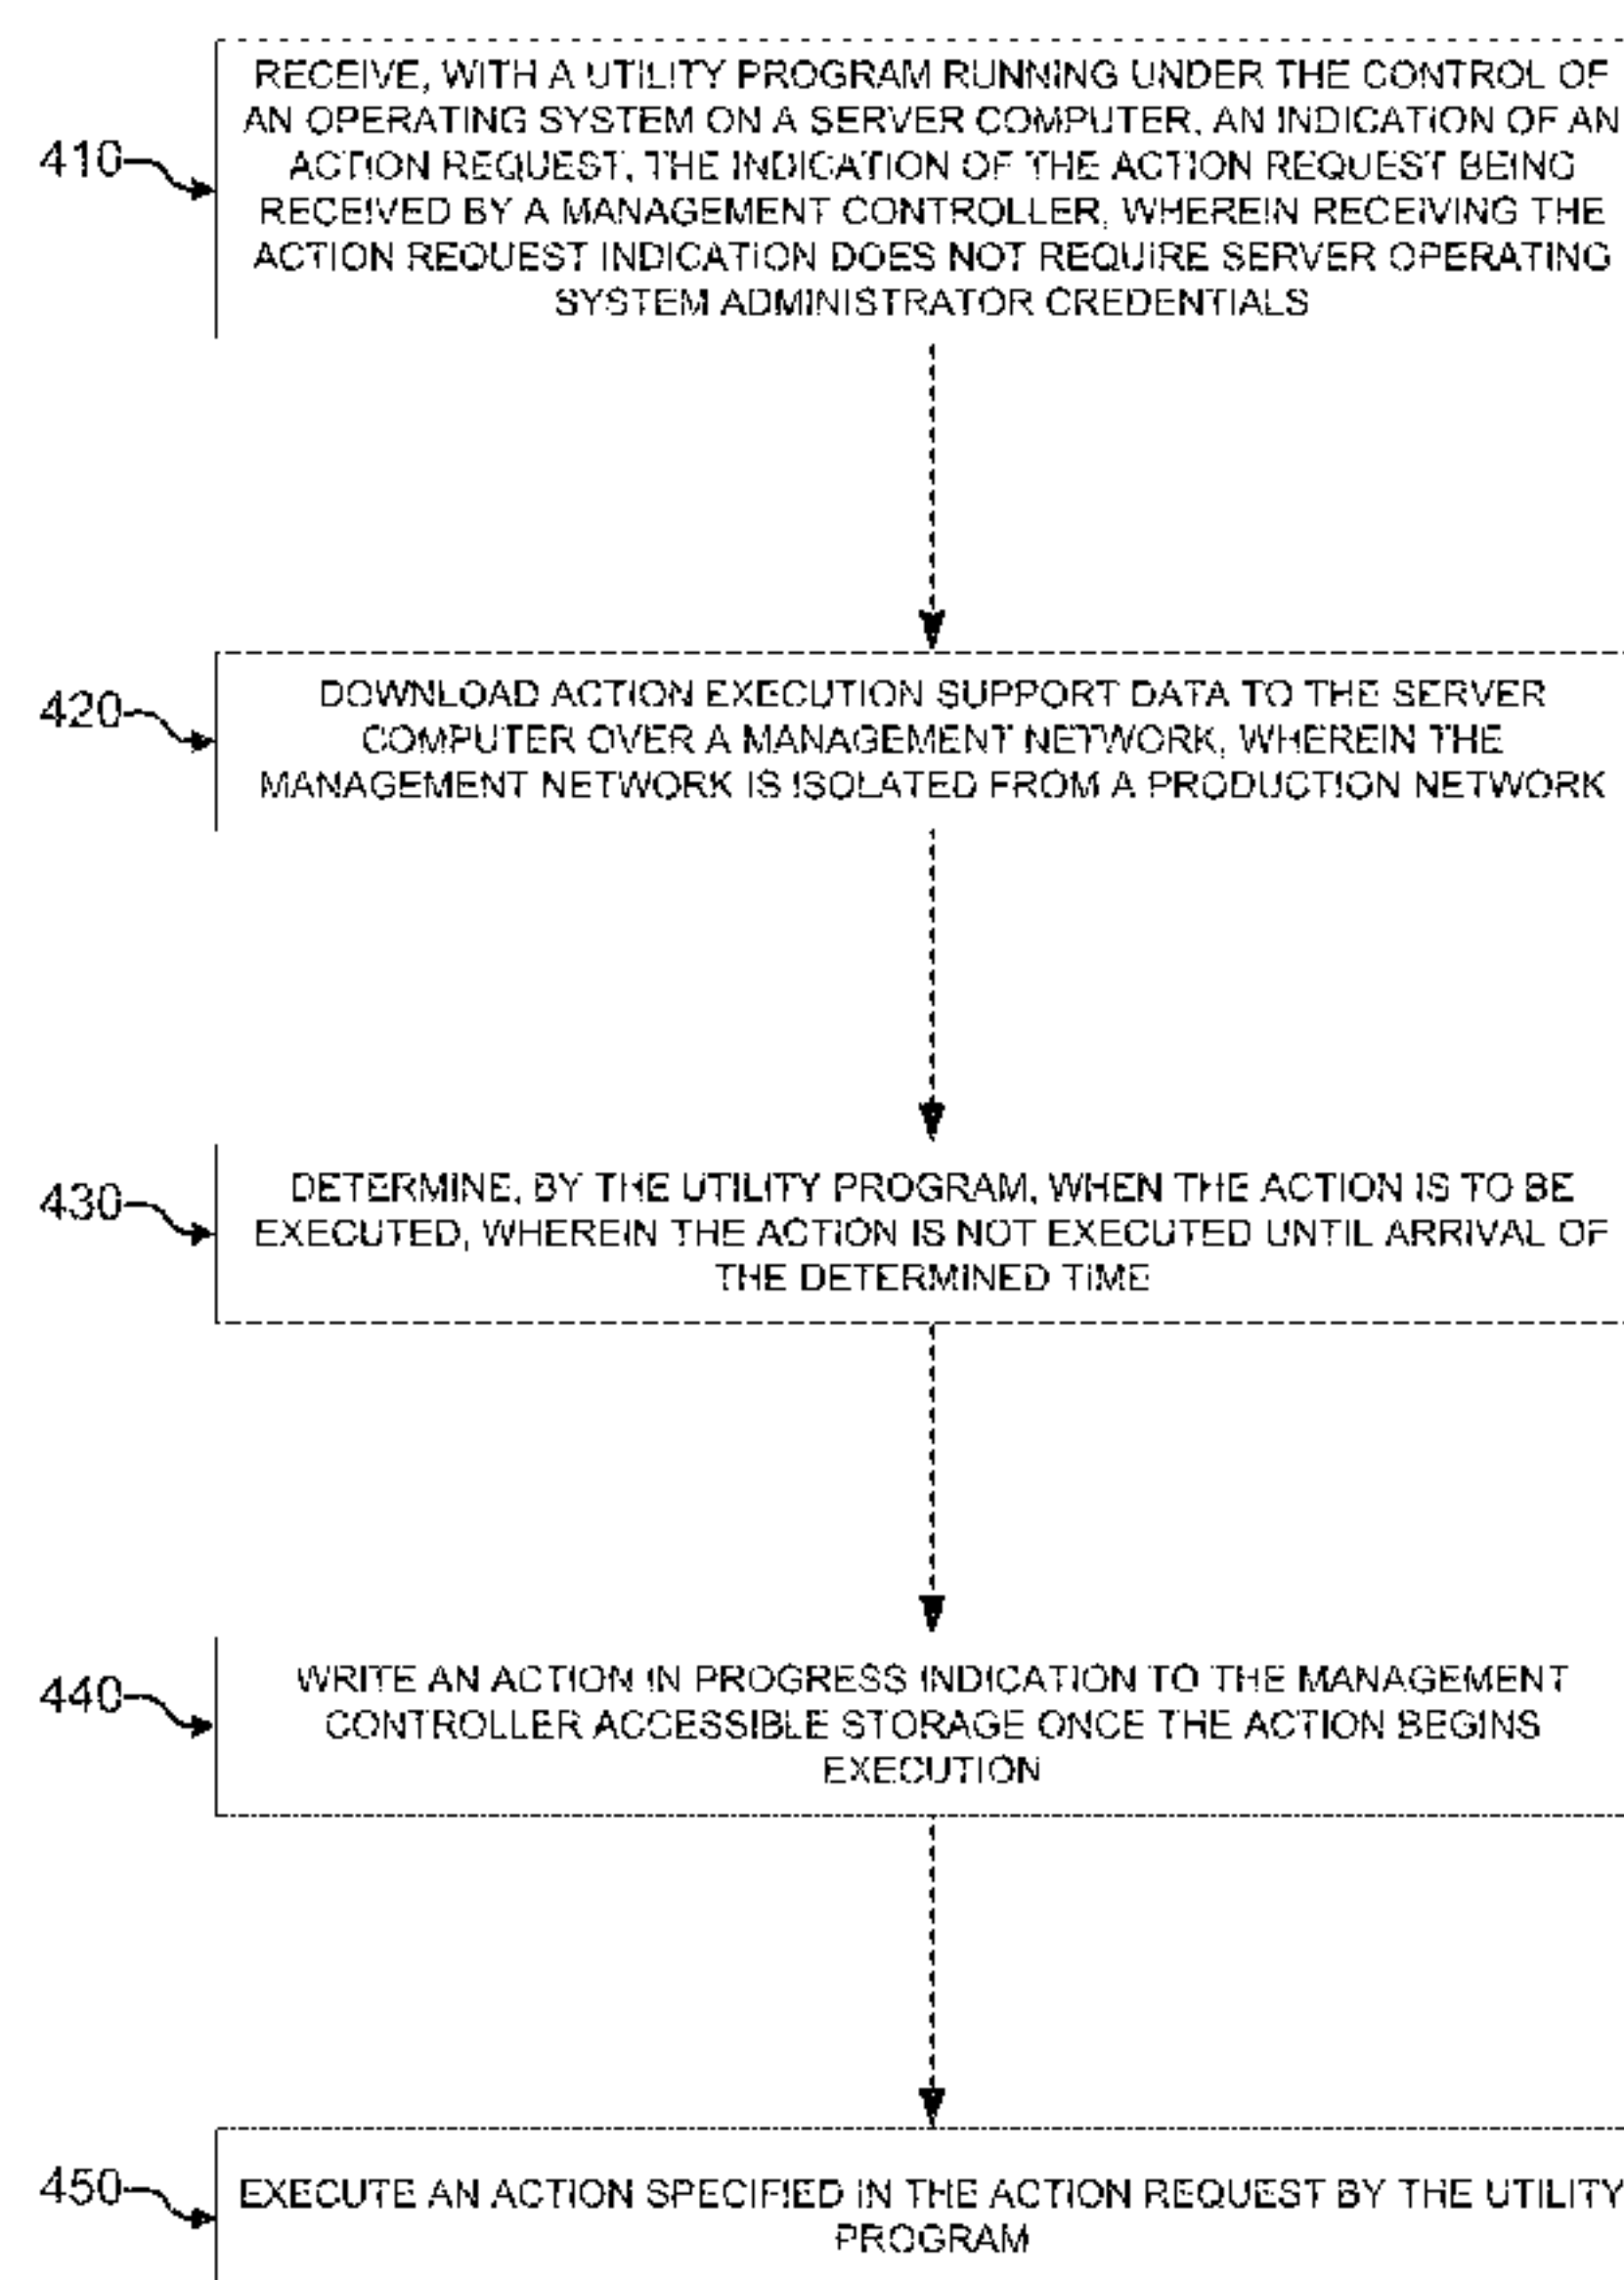 410
RECEIVE, WITH A UTILITY PROGRAM RUNNING UNDER THE CONTROL OF
AN OPERATING SYSTEM ON A SERVER COMPUTER, AN INDICATION OF AN
ACTION REQUEST, THE INDICATION OF THE ACTION REQUEST BEING
RECEIVED BY A MANAGEMENT CONTROLLER, WHEREIN RECEIVING THE
ACTION REQUEST INDICATION DOES NOT REQUIRE SERVER OPERATING
SYSTEM ADMINISTRATOR CREDENTIALS
420
DOWNLOAD ACTION EXECUTION SUPPORT DATA TO THE SERVER
COMPUTER OVER A MANAGEMENT NETWORK, WHEREIN THE
MANAGEMENT NETWORK IS ISOLATED FROM A PRODUCTION NETWORK
430
DETERMINE, BY THE UTILITY PROGRAM, WHEN THE ACTION IS TO BE
EXECUTED, WHEREIN THE ACTION IS NOT EXECUTED UNTIL ARRIVAL OF
THE DETERMINED TIME
440
WRITE AN ACTION IN PROGRESS INDICATION TO THE MANAGEMENT
CONTROLLER ACCESSIBLE STORAGE ONCE THE ACTION BEGINS
EXECUTION
450
EXECUTE AN ACTION SPECIFIED IN THE ACTION REQUEST BY THE UTILITY
PROGRAM